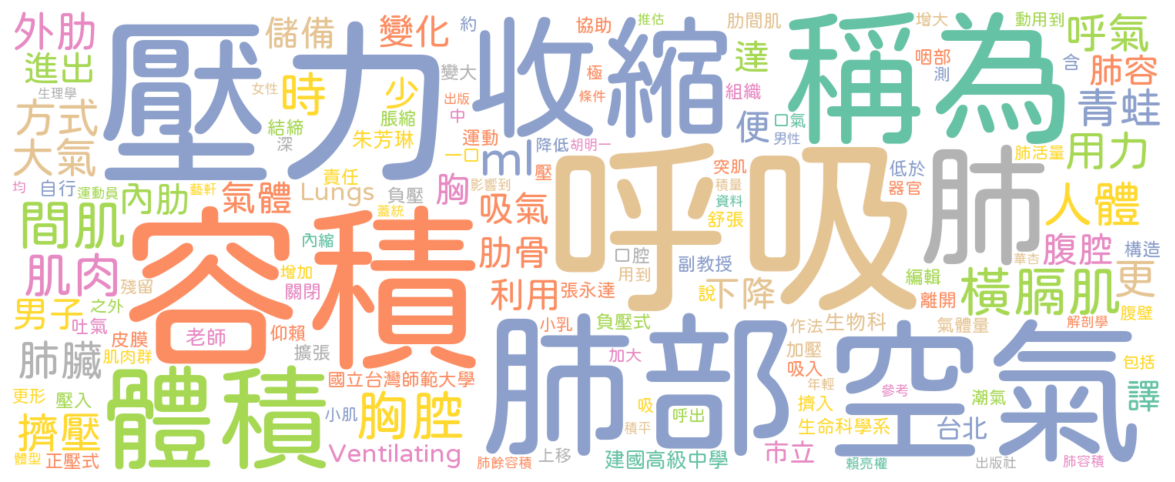 外肋
儲備
變化
約
協助
推估
肋間肌
增大
動用到
呼氣
進出
壓力
收縮
達
稱為
咽部
測
含
肺容
生理學
女性
時
少
變大
出版
中
極
條件
組織
青蛙
方式
結締
脹縮
深
朱芳琳
運動
一口
降低
胡明一
便
口氣
男性
大氣
ml
壓
呼吸
突肌
積量
資料
低於
器官
肺
肺活量
用力
均
自行
運動員
內肋
藝軒
氣體
責任
Lungs
負壓
影響到
蓋統
胸
吸氣
舒張
人體
間肌
容積
內縮
肋骨
口腔
用到
副教授
腹腔
構造
華杏
肌肉
殘留
增加
關閉
利用
張永達
說
下降
編輯
離開
橫膈肌
更
男子
之外
吐氣
皮膜
肌肉群
老師
仰賴
擴張
小乳
負壓式
肺部
作法
生物科
氣體量
解剖學
腹壁
肺臟
加大
加壓
吸入
空氣
包括
國立台灣師範大學
年輕
參考
潮氣
更形
壓入
體積
小肌
胸腔
吸
呼出
積平
擠入
生命科學系
台北
譯
擠壓
體型
正壓式
Ventilating
肺餘容積
上移
建國高級中學
市立
賴亮權
出版社
肺容積